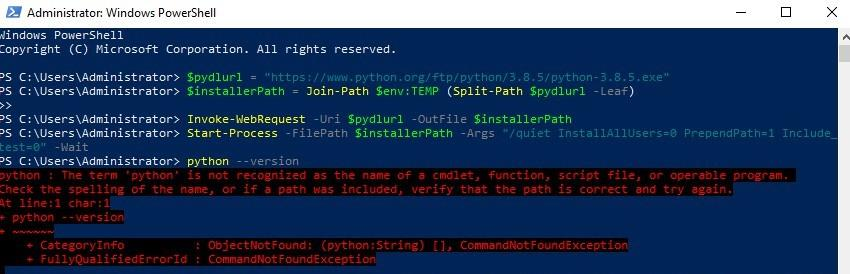 Administrator: Windows PowerShell
Windows PowerShell
Copyright (C) Microsoft Corporation. All rights reserved.
PS C:\Users\Administrator> $pydlurl = "https://www.python.org/ftp/python/3.8.5/python-3.8.5.exe"
PS C:\Users\Administrator> $installerPath = Join-Path $env:TEMP (Split-Path $pydlurl -Leaf)
>>
PS C:\Users\Administrator> Invoke-WebRequest -Uri $pydlurl -OutFile $installerPath
PS C:\Users\Administrator> Start-Process -FilePath $installerPath -Args "/quiet InstallAllUsers=0 PrependPath=1 Include_
test=0" -Wait
PS C:\Users\Administrator> python --version
python : The term 'python' is not recognized as the name of a cmdlet, function, script file, or operable program.
Check the spelling of the name, or if a path was included, verify that the path is correct and try again.
At line:1 char:1
+ python --version
+ ~~~~~~
    + CategoryInfo          : ObjectNotFound: (python:String) [], CommandNotFoundException
    + FullyQualifiedErrorId : CommandNotFoundException